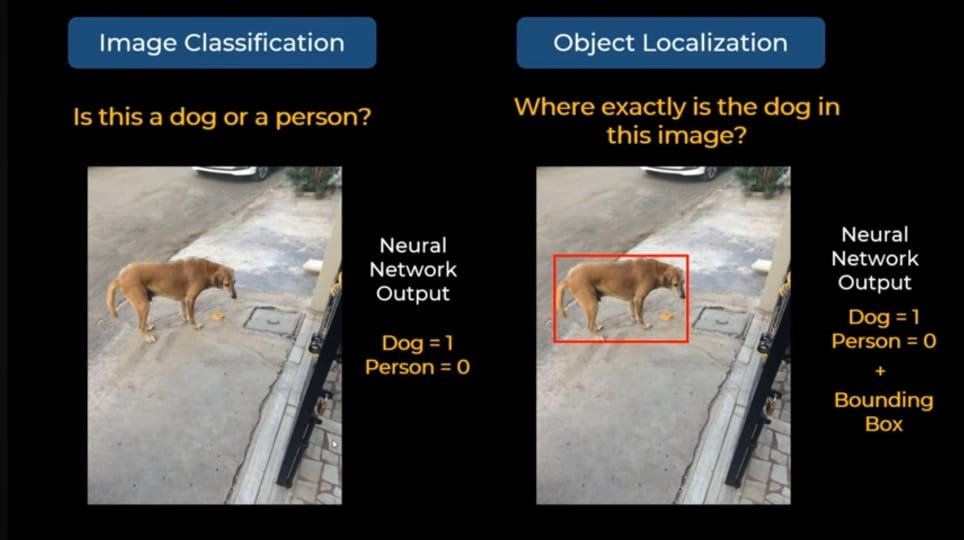 Image Classification
Is this a dog or a person?
Neural
Network
Output
Dog = 1
Person = 0
Object Localization
Where exactly is the dog in
this image?
Neural
Network
Output
Dog = 1
Person = 0
+
Bounding
Box